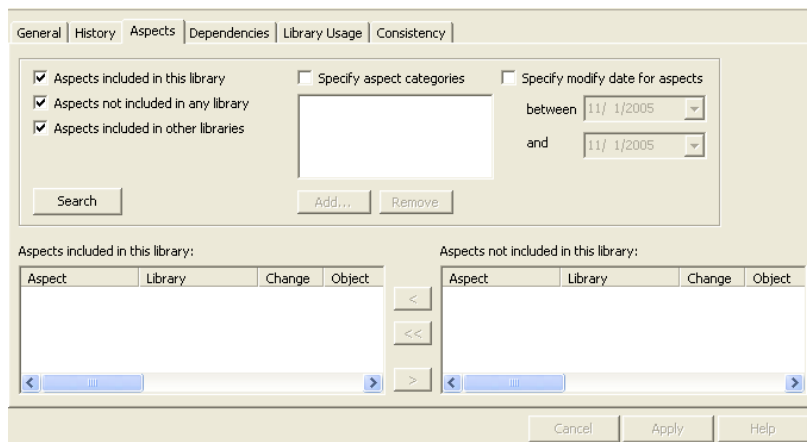 General History Aspects Dependencies Library Usage Consistency
Aspects included in this library
Aspects not included in any library
Aspects included in other libraries
Search
Specify aspect categories
Add... Remove
Specify modify date for aspects
between 11/ 1/2005
and 11/ 1/2005
Aspects included in this library:
Aspect Library Change Object
<
<<
>
Aspects not included in this library:
Aspect Library Change Object
Cancel Apply Help